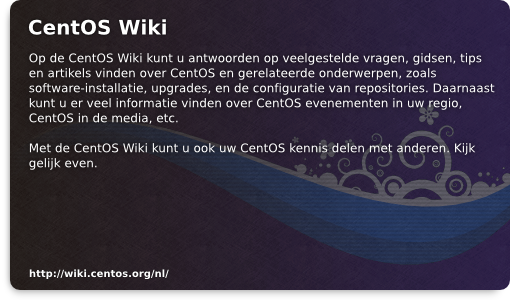 CentOS Wiki
Op de CentOS Wiki kunt u antwoorden op veelgestelde vragen, gidsen, tips
en artikels vinden over CentOS en gerelateerde onderwerpen, zoals
software-installatie, upgrades, en de configuratie van repositories. Daarnaast
kunt u er veel informatie vinden over CentOS evenementen in uw regio,
CentOS in de media, etc.
Met de CentOS Wiki kunt u ook uw CentOS kennis delen met anderen. Kijk
gelijk even.
http://wiki.centos.org/nl/